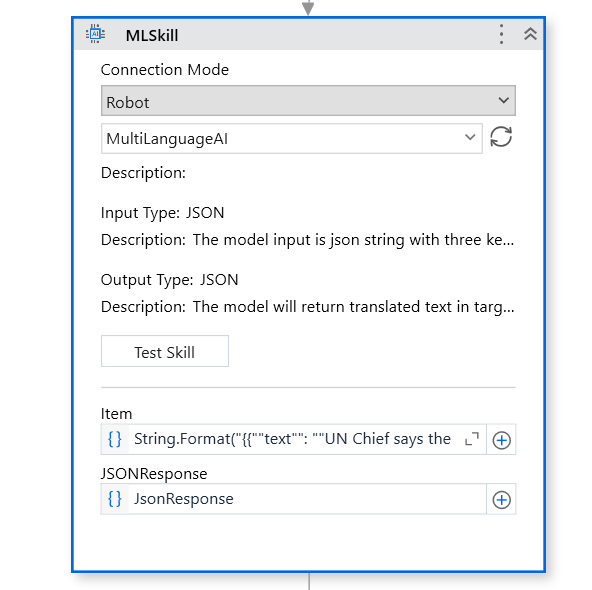 MLSkill
Connection Mode
Robot
MultiLanguageAI
Description:
Input Type: JSON
Description: The model input is json string with three ke...
Output Type: JSON
Description: The model will return translated text in targ...
Test Skill
Item
{} String.Format("{{""text"": ""UN Chief says the
JSONResponse
{} JsonResponse